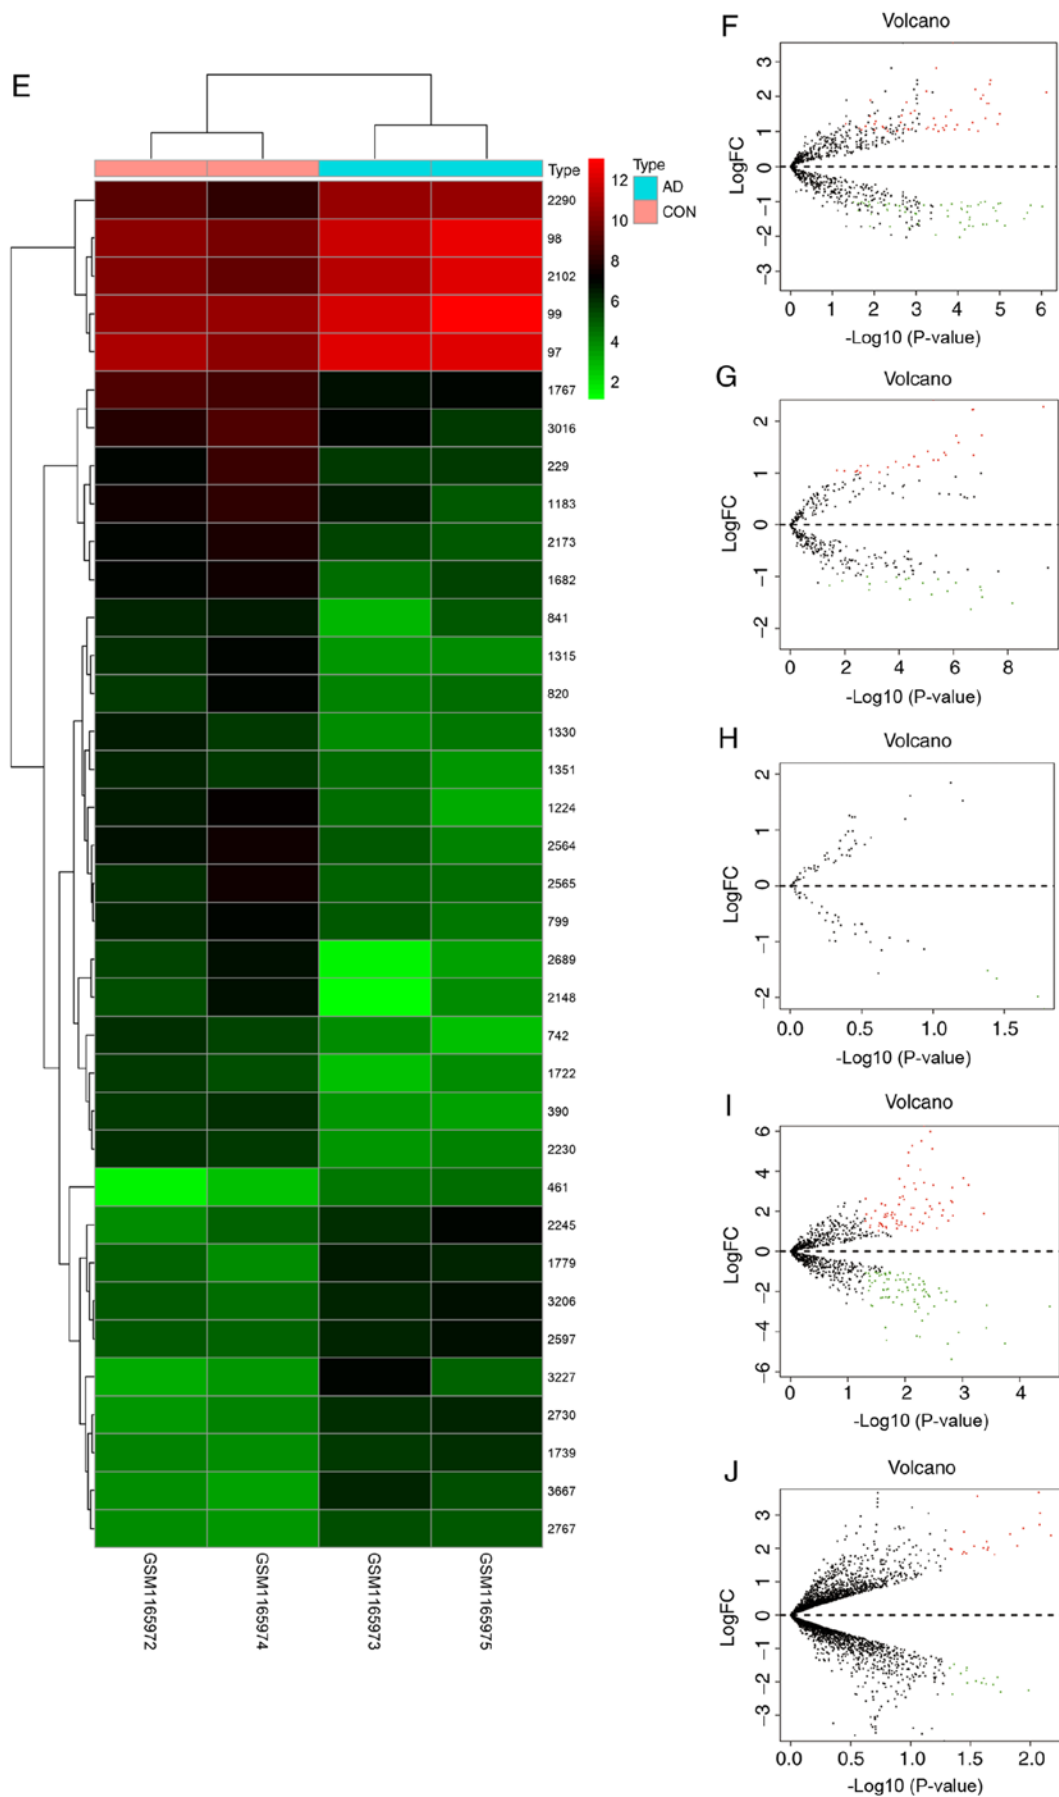 E
Type
2290
98
2102
99
97
1767
3016
229
1183
2173
1682
841
1315
820
1330
1351
1224
2564
2565
799
2689
2148
742
1722
390
2230
461
2245
1779
3206
2597
3227
2730
1739
3667
2767
GSM1165972
GSM1165974
GSM1165973
GSM1165975
12
10
8
6
4
2
Type
AD
CON
F
Volcano
LogFC
3
2
1
0
−1
−2
−3
0 1 2 3 4 5 6
-Log10 (P-value)
G
Volcano
LogFC
2
1
0
−1
−2
0 2 4 6 8
-Log10 (P-value)
H
Volcano
LogFC
2
1
0
−1
−2
0.0 0.5 1.0 1.5
-Log10 (P-value)
I
Volcano
LogFC
6
4
2
0
−2
−4
−6
0 1 2 3 4
-Log10 (P-value)
J
Volcano
LogFC
3
2
1
0
−1
−2
−3
0.0 0.5 1.0 1.5 2.0
-Log10 (P-value)